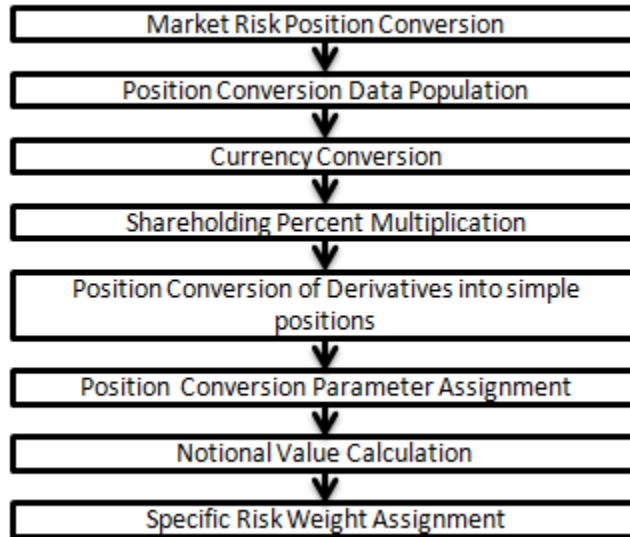 Market Risk Position Conversion
Position Conversion Data Population
Currency Conversion
Shareholding Percent Multiplication
Position Conversion of Derivatives into simple
positions
Position Conversion Parameter Assignment
Notional Value Calculation
Specific Risk Weight Assignment